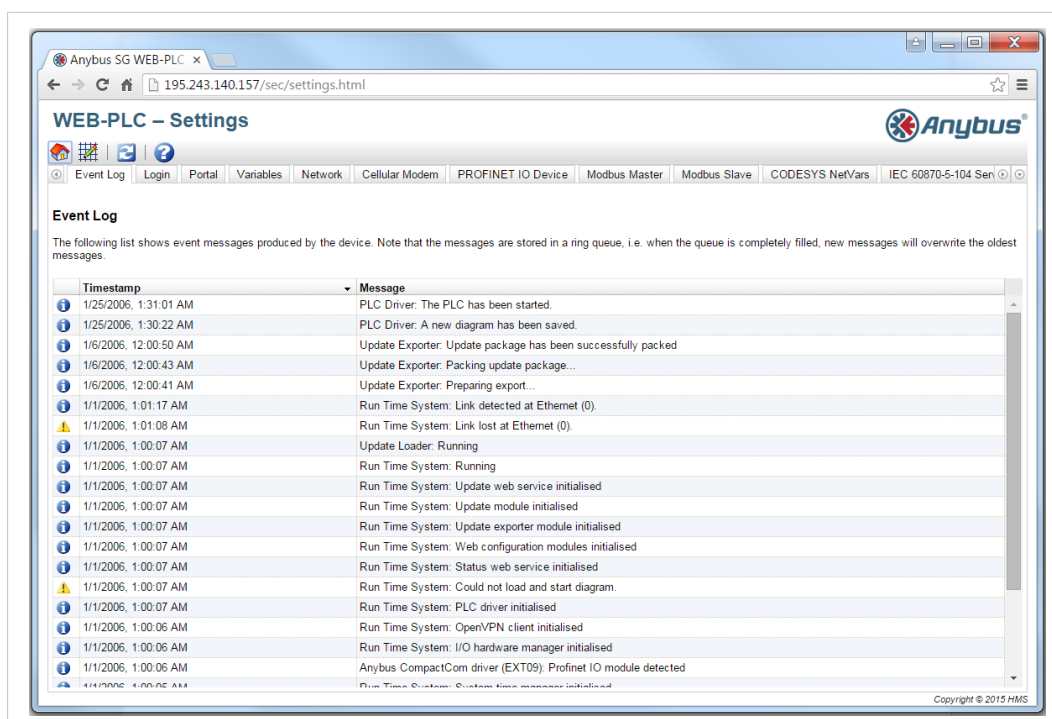 Anybus SG WEB-PLC
195.243.140.157/sec/settings.html
WEB-PLC – Settings
Anybus®
Event Log Login Portal Variables Network Cellular Modem PROFINET IO Device Modbus Master Modbus Slave CODESYS NetVars IEC 60870-5-104
Event Log
The following list shows event messages produced by the device. Note that the messages are stored in a ring queue, i.e. when the queue is completely filled, new messages will overwrite the oldest
messages.
Timestamp Message
1/25/2006, 1:31:01 AM PLC Driver: The PLC has been started.
1/25/2006, 1:30:22 AM PLC Driver: A new diagram has been saved.
1/6/2006, 12:00:50 AM Update Exporter: Update package has been successfully packed
1/6/2006, 12:00:43 AM Update Exporter: Packing update package...
1/6/2006, 12:00:41 AM Update Exporter: Preparing export...
1/1/2006, 1:01:17 AM Run Time System: Link detected at Ethernet (0).
1/1/2006, 1:01:08 AM Run Time System: Link lost at Ethernet (0).
1/1/2006, 1:00:07 AM Update Loader: Running
1/1/2006, 1:00:07 AM Run Time System: Running
1/1/2006, 1:00:07 AM Run Time System: Update web service initialised
1/1/2006, 1:00:07 AM Run Time System: Update module initialised
1/1/2006, 1:00:07 AM Run Time System: Update exporter module initialised
1/1/2006, 1:00:07 AM Run Time System: Web configuration modules initialised
1/1/2006, 1:00:07 AM Run Time System: Status web service initialised
1/1/2006, 1:00:07 AM Run Time System: Could not load and start diagram.
1/1/2006, 1:00:07 AM Run Time System: PLC driver initialised
1/1/2006, 1:00:06 AM Run Time System: OpenVPN client initialised
1/1/2006, 1:00:06 AM Run Time System: I/O hardware manager initialised
1/1/2006, 1:00:06 AM Anybus CompactCom driver (EXT09): Profinet IO module detected
1/1/2006, 1:00:05 AM Run Time System: System time manager initialised
Copyright © 2015 HMS